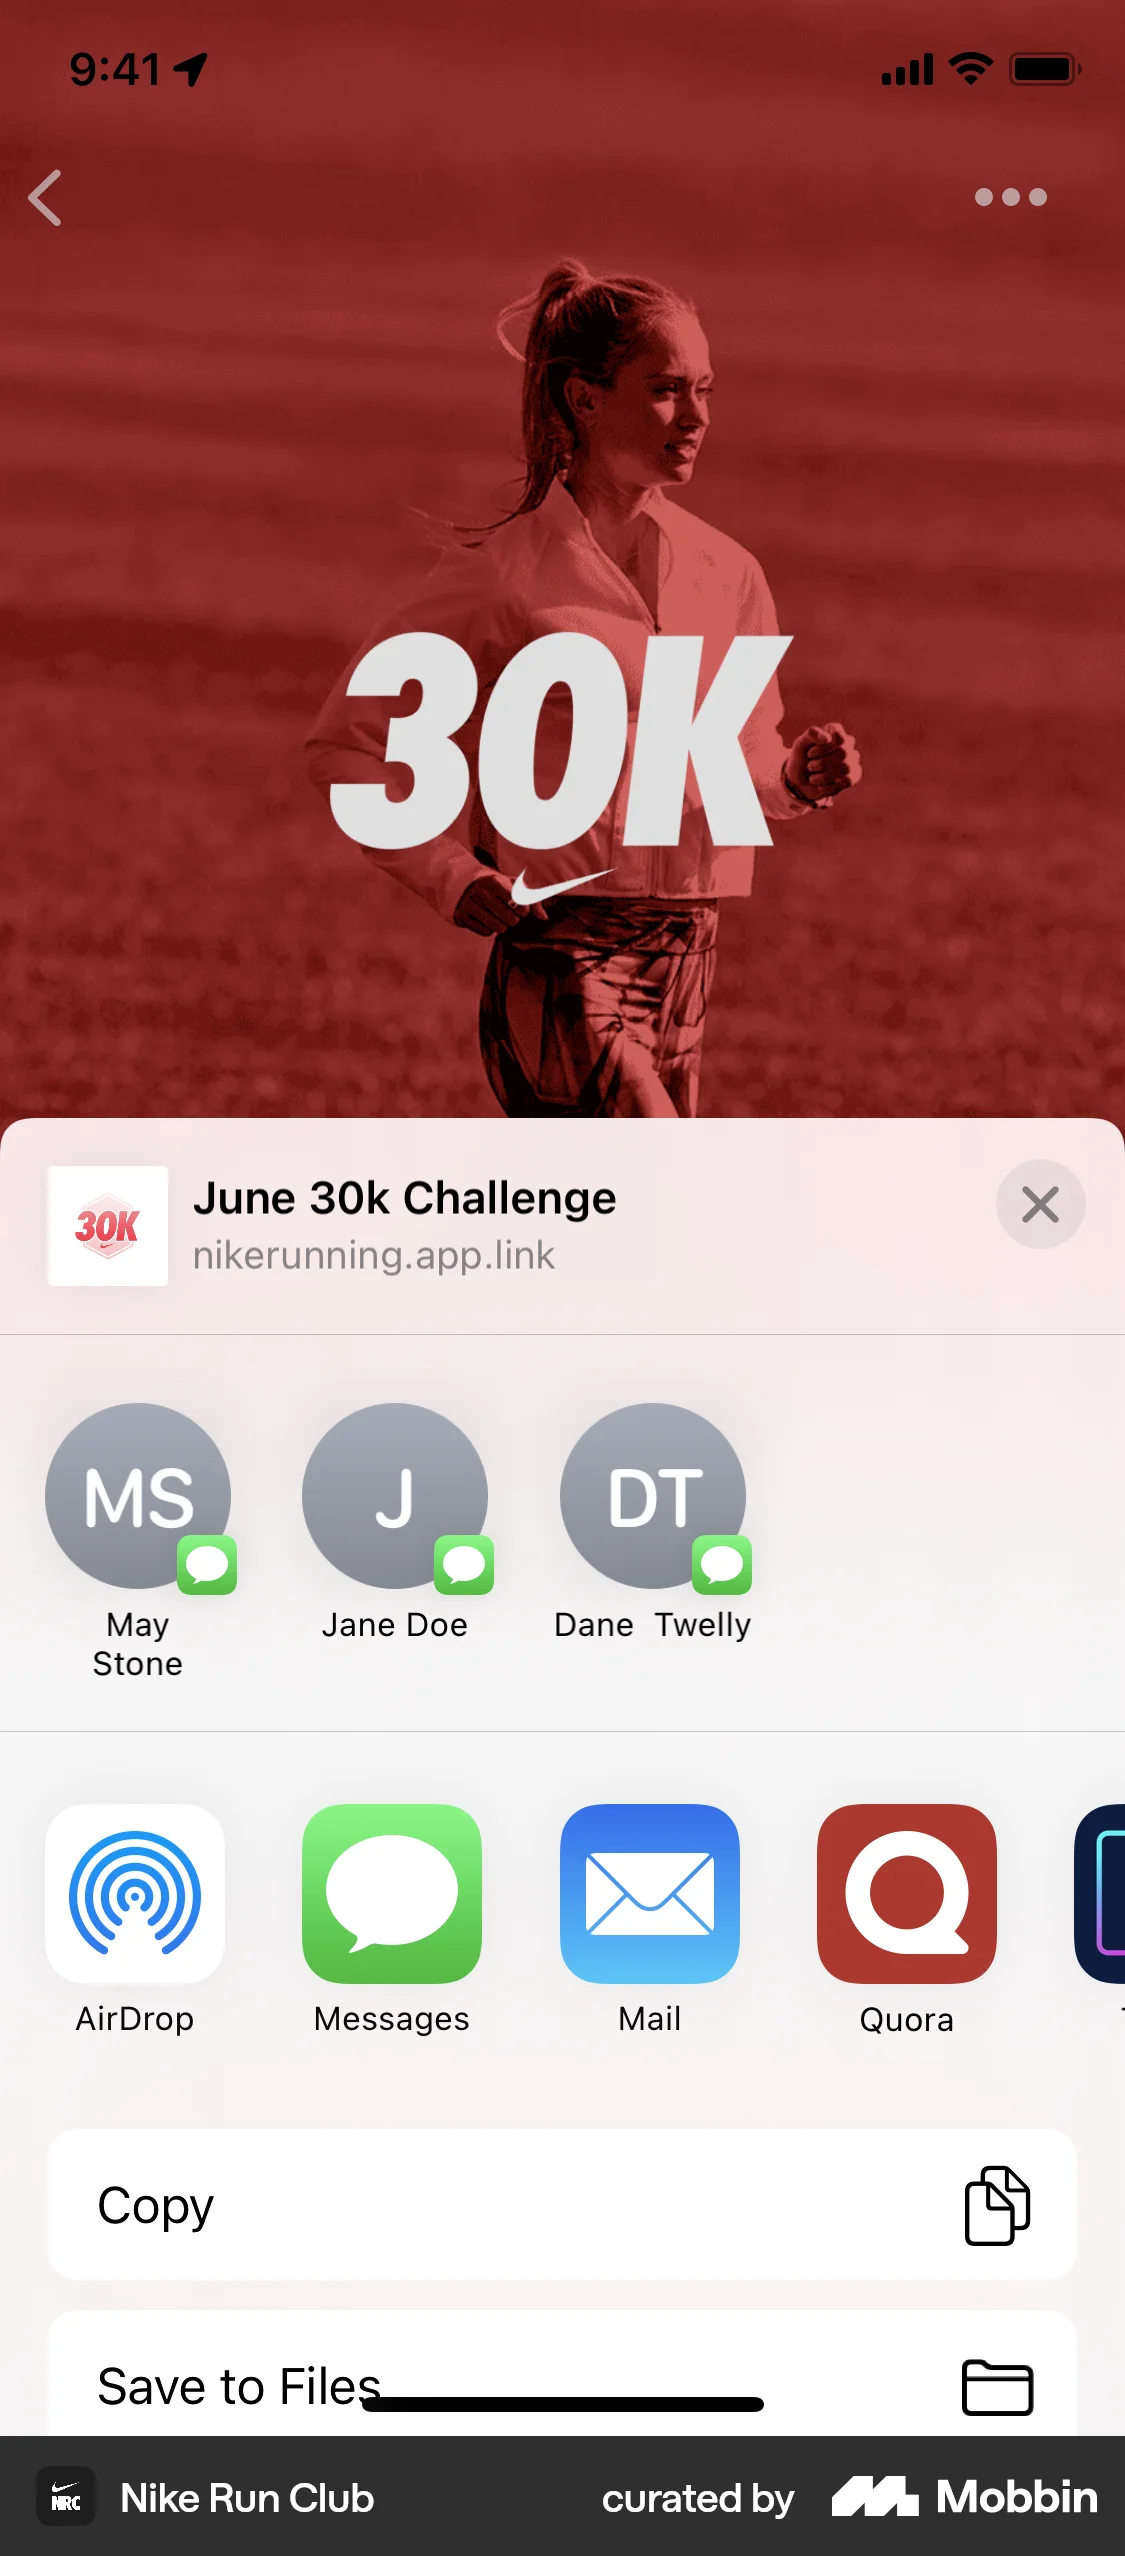 9:41
30K
30K
June 30k Challenge
nikerunning.app.link
MS
J
DT
May
Stone
Jane Doe
Dane Twelly
AirDrop
Messages
Mail
Quora
Copy
Save to Files
NRC
Nike Run Club
curated by
Mobbin